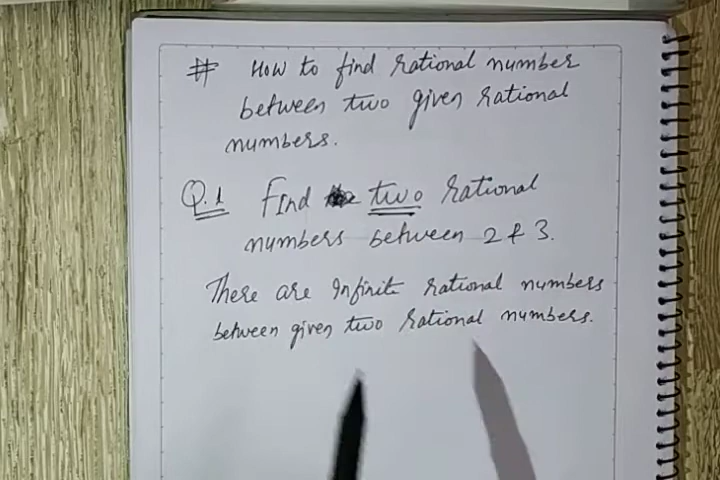 # How to find rational number
between two given rational
numbers.
Q.1 Find two rational
numbers between 2 & 3.
There are Infinite rational numbers
between given two rational numbers.